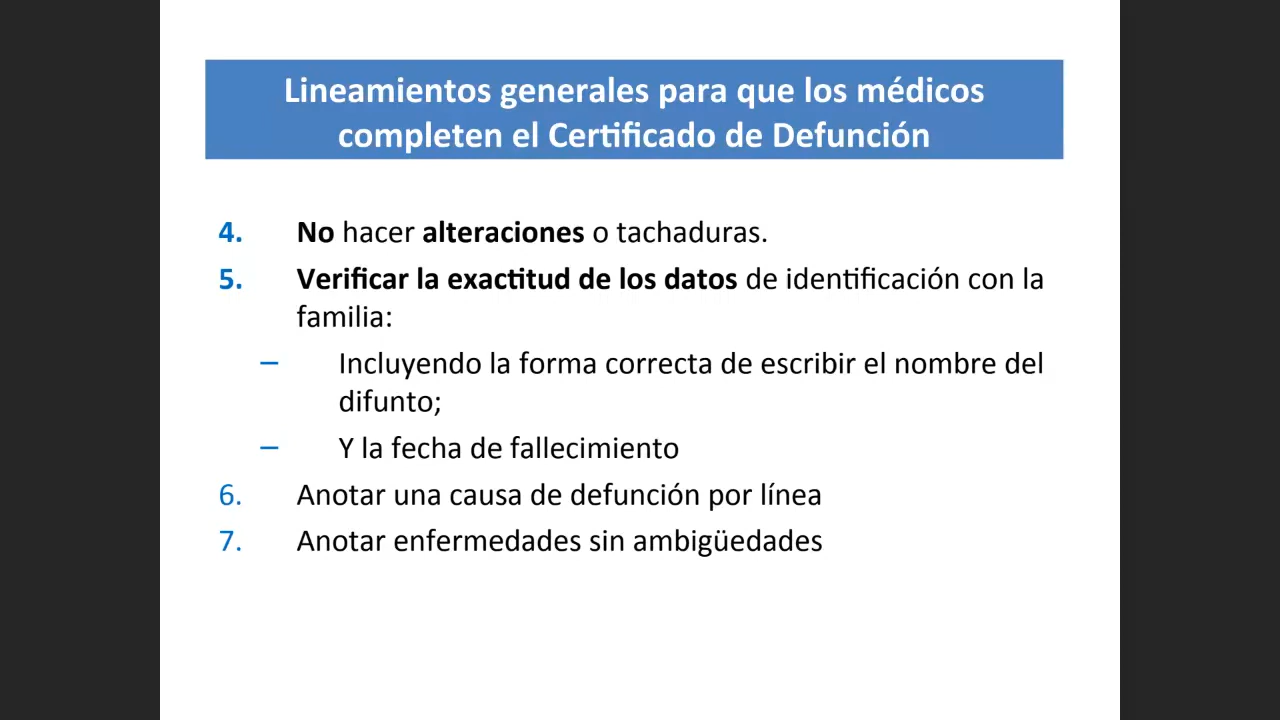 Lineamientos generales para que los médicos
completen el Certificado de Defunción
4. No hacer alteraciones o tachaduras.
5. Verificar la exactitud de los datos de identificación con la
familia:
– Incluyendo la forma correcta de escribir el nombre del
difunto;
– Y la fecha de fallecimiento
6. Anotar una causa de defunción por línea
7. Anotar enfermedades sin ambigüedades